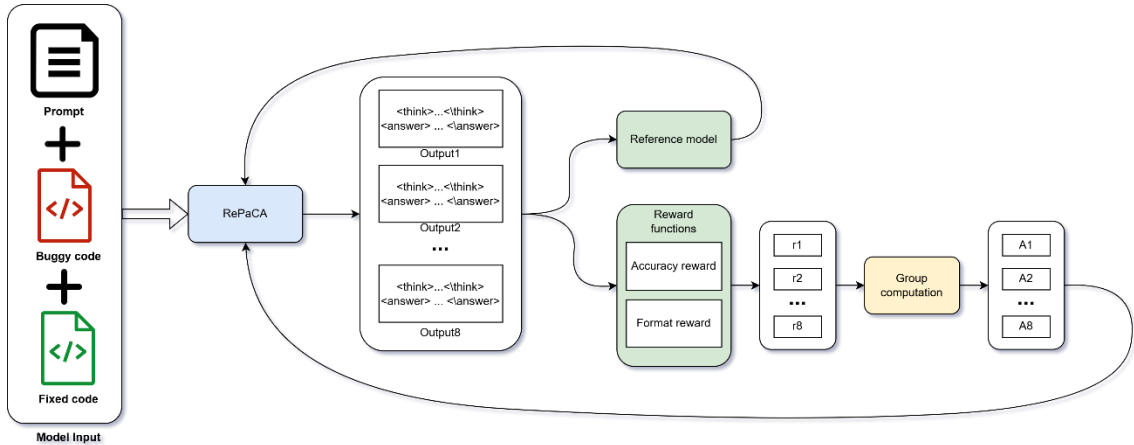 Prompt
Buggy code
Fixed code
Model Input
RePaCA
<think>...<\think>
<answer> ... <\answer>
Output1
<think>...<\think>
<answer> ... <\answer>
Output2
...
<think>...<\think>
<answer> ... <\answer>
Output8
Reference model
Reward
functions
Accuracy reward
Format reward
r1
r2
...
r8
Group
computation
A1
A2
...
A8